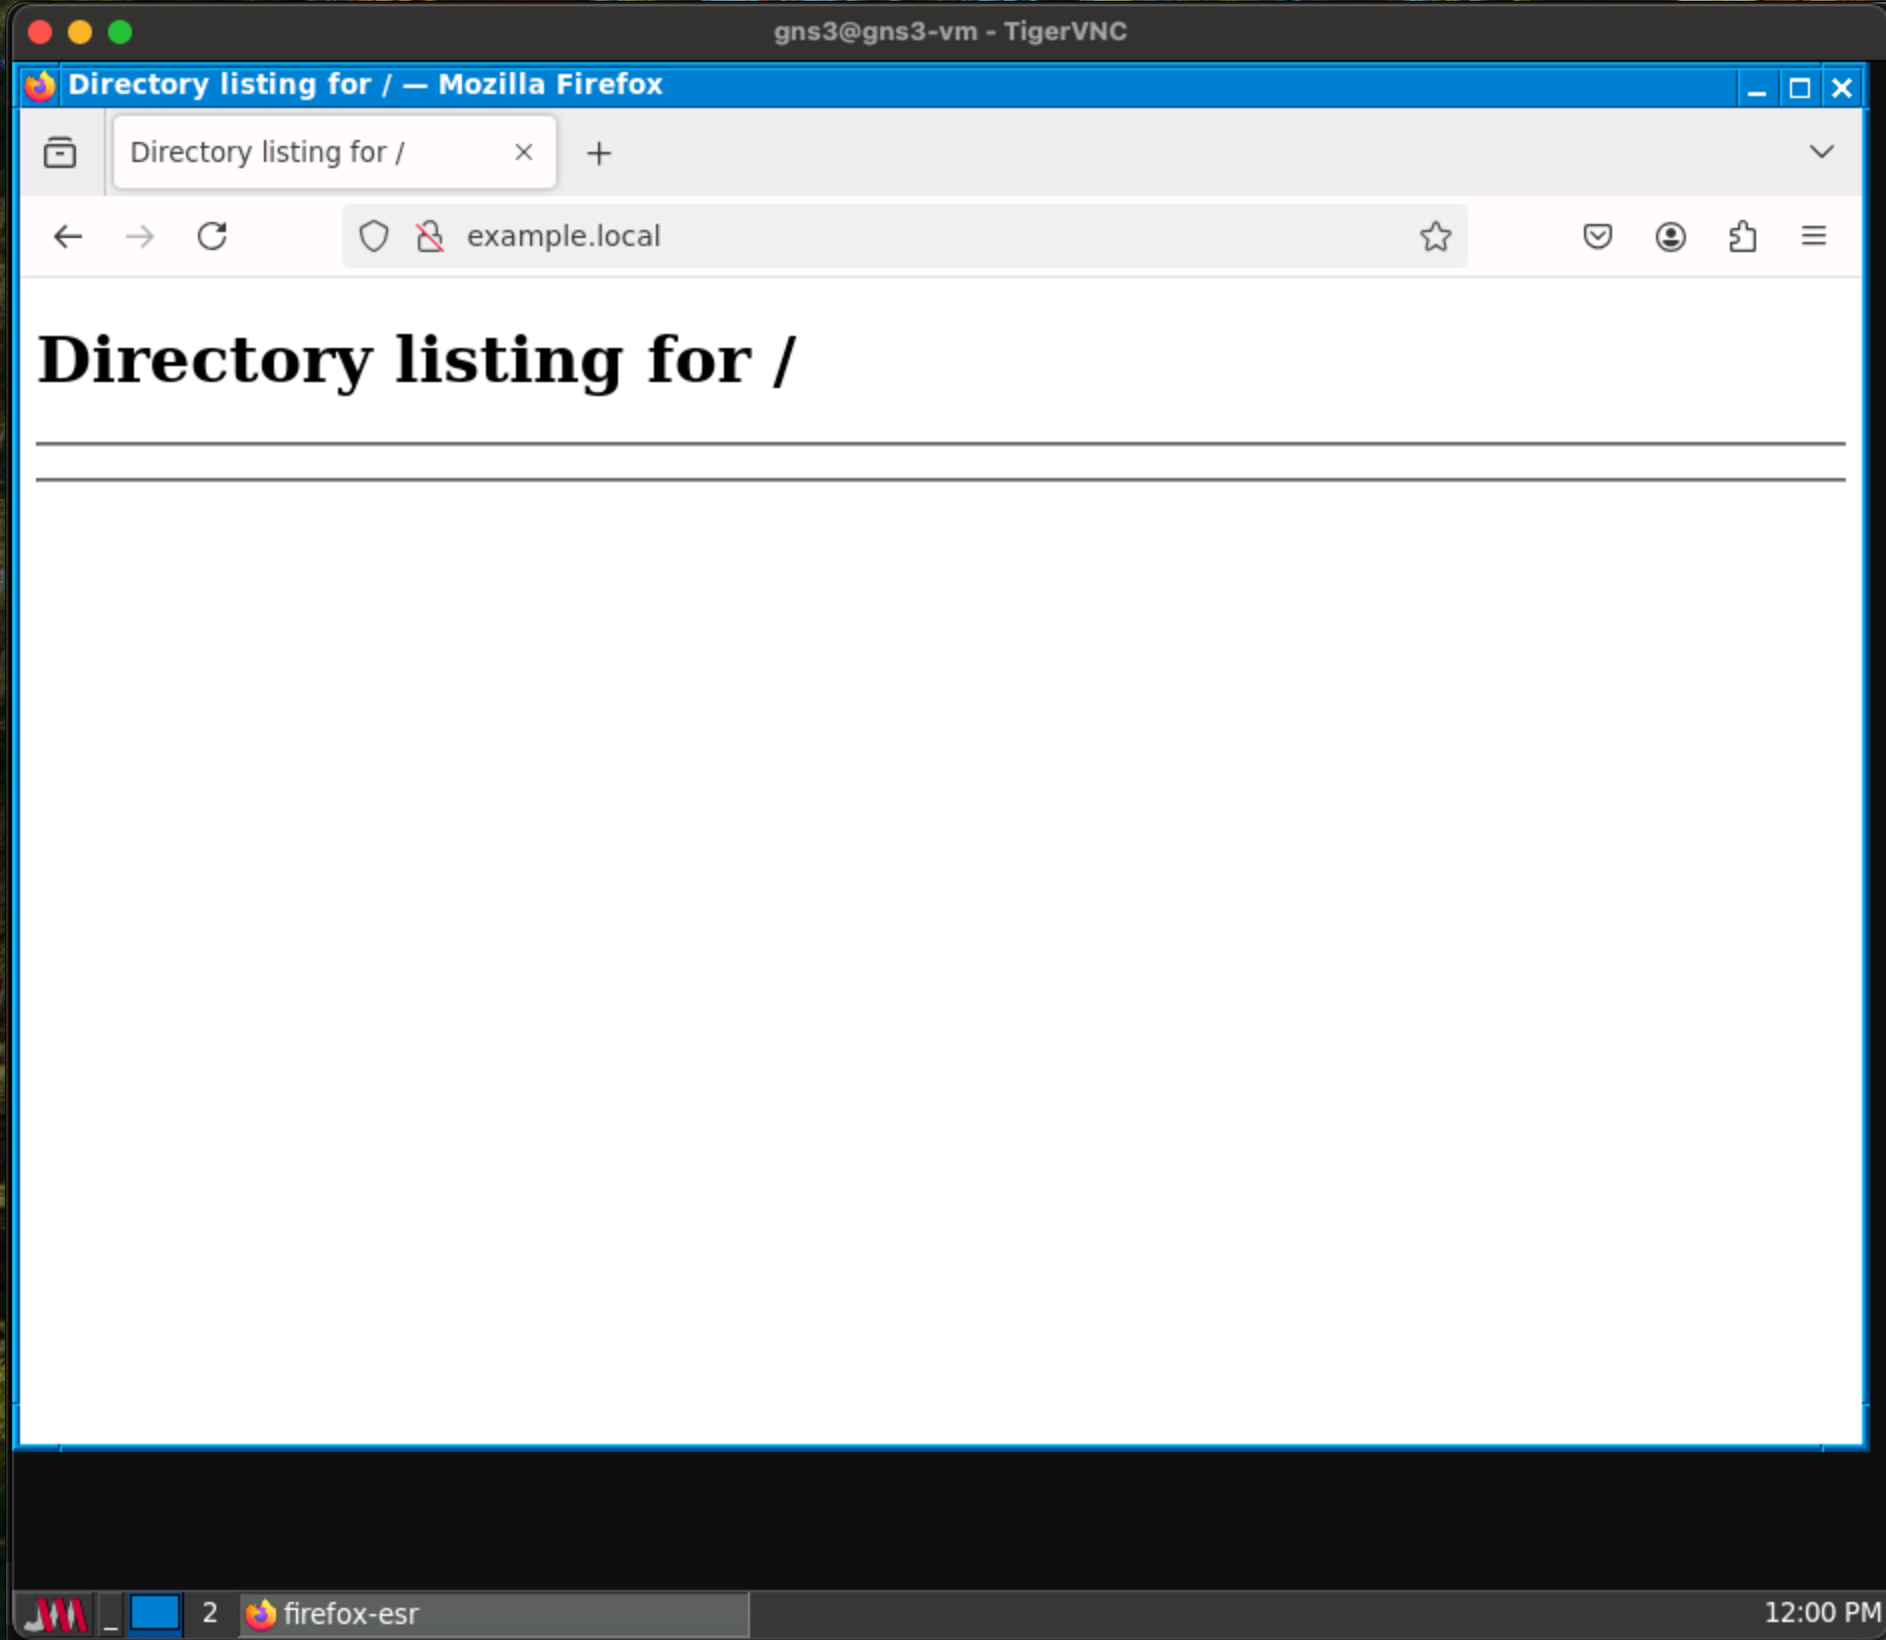 gns3@gns3-vm - TigerVNC
Directory listing for / — Mozilla Firefox
Directory listing for /
example.local
Directory listing for /
2
firefox-esr
12:00 PM